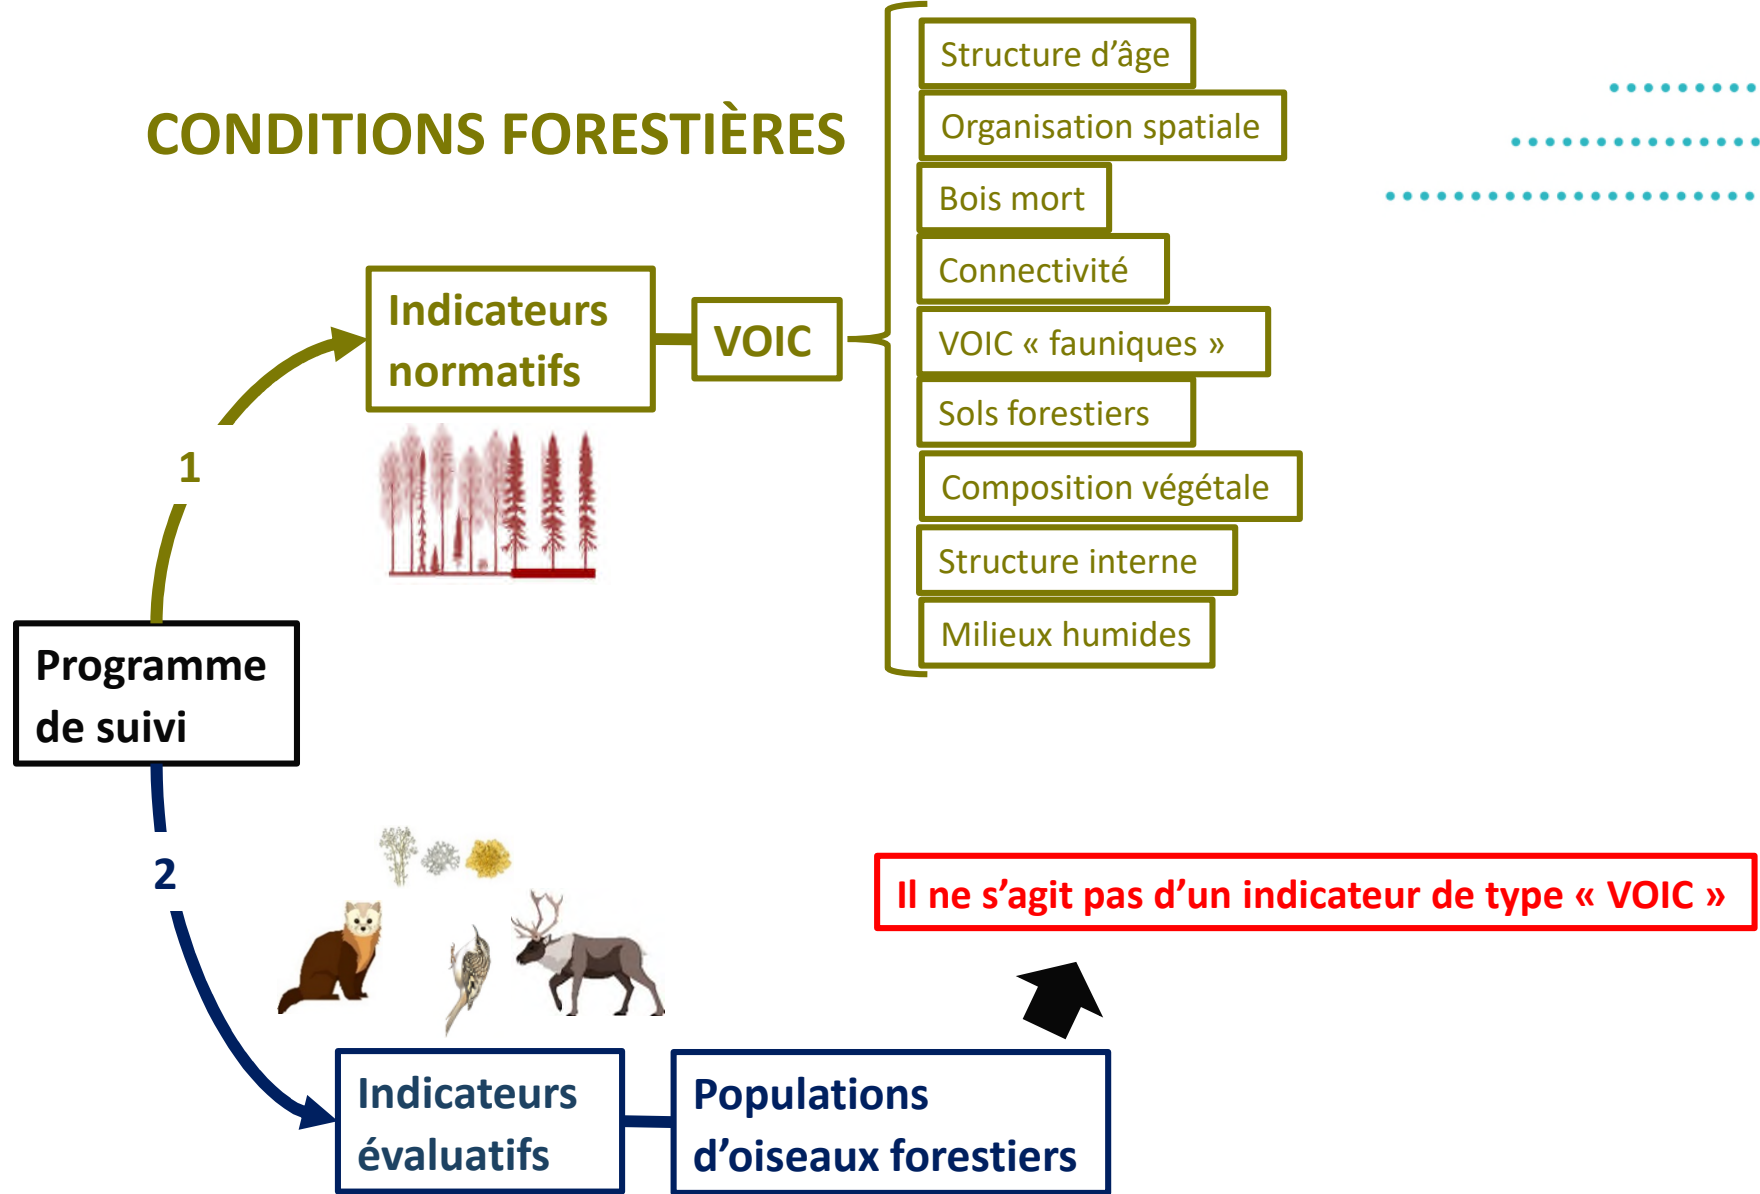 CONDITIONS FORESTIÈRES
Structure d’âge
Organisation spatiale
Bois mort
Connectivité
VOIC « fauniques »
Sols forestiers
Composition végétale
Structure interne
Milieux humides
Indicateurs
normatifs
VOIC
1
Programme
de suivi
2
Il ne s’agit pas d’un indicateur de type « VOIC »
Indicateurs
évaluatifs
Populations
d’oiseaux forestiers